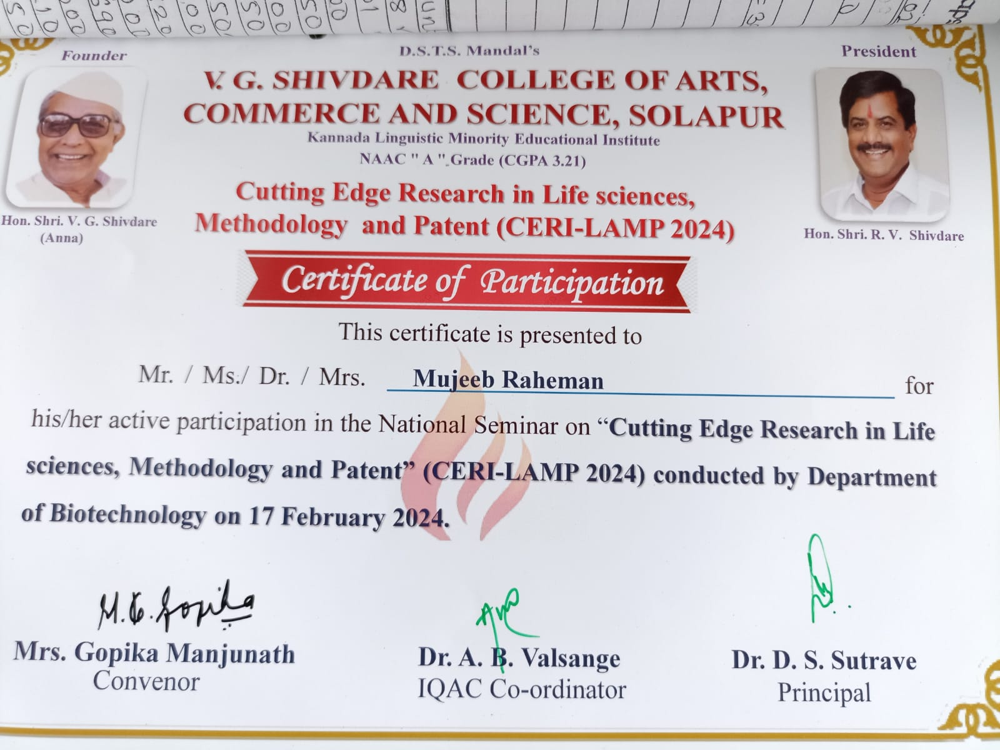 Founder
D.S.T.S. Mandal's
President
V. G. SHIVDARE COLLEGE OF ARTS,
COMMERCE AND SCIENCE, SOLAPUR
Kannada Linguistic Minority Educational Institute
NAAC " A " Grade (CGPA 3.21)
Cutting Edge Research in Life sciences,
Methodology and Patent (CERI-LAMP 2024)
Hon. Shri. V. G. Shivdare
(Anna)
Hon. Shri. R. V. Shivdare
Certificate of Participation
This certificate is presented to
Mr. / Ms./ Dr. / Mrs. Mujeeb Raheman for
his/her active participation in the National Seminar on “Cutting Edge Research in Life
sciences, Methodology and Patent” (CERI-LAMP 2024) conducted by Department
of Biotechnology on 17 February 2024.
M.G. Gopika
Mrs. Gopika Manjunath
Convenor
Dr. A. B. Valsange
IQAC Co-ordinator
Dr. D. S. Sutrave
Principal